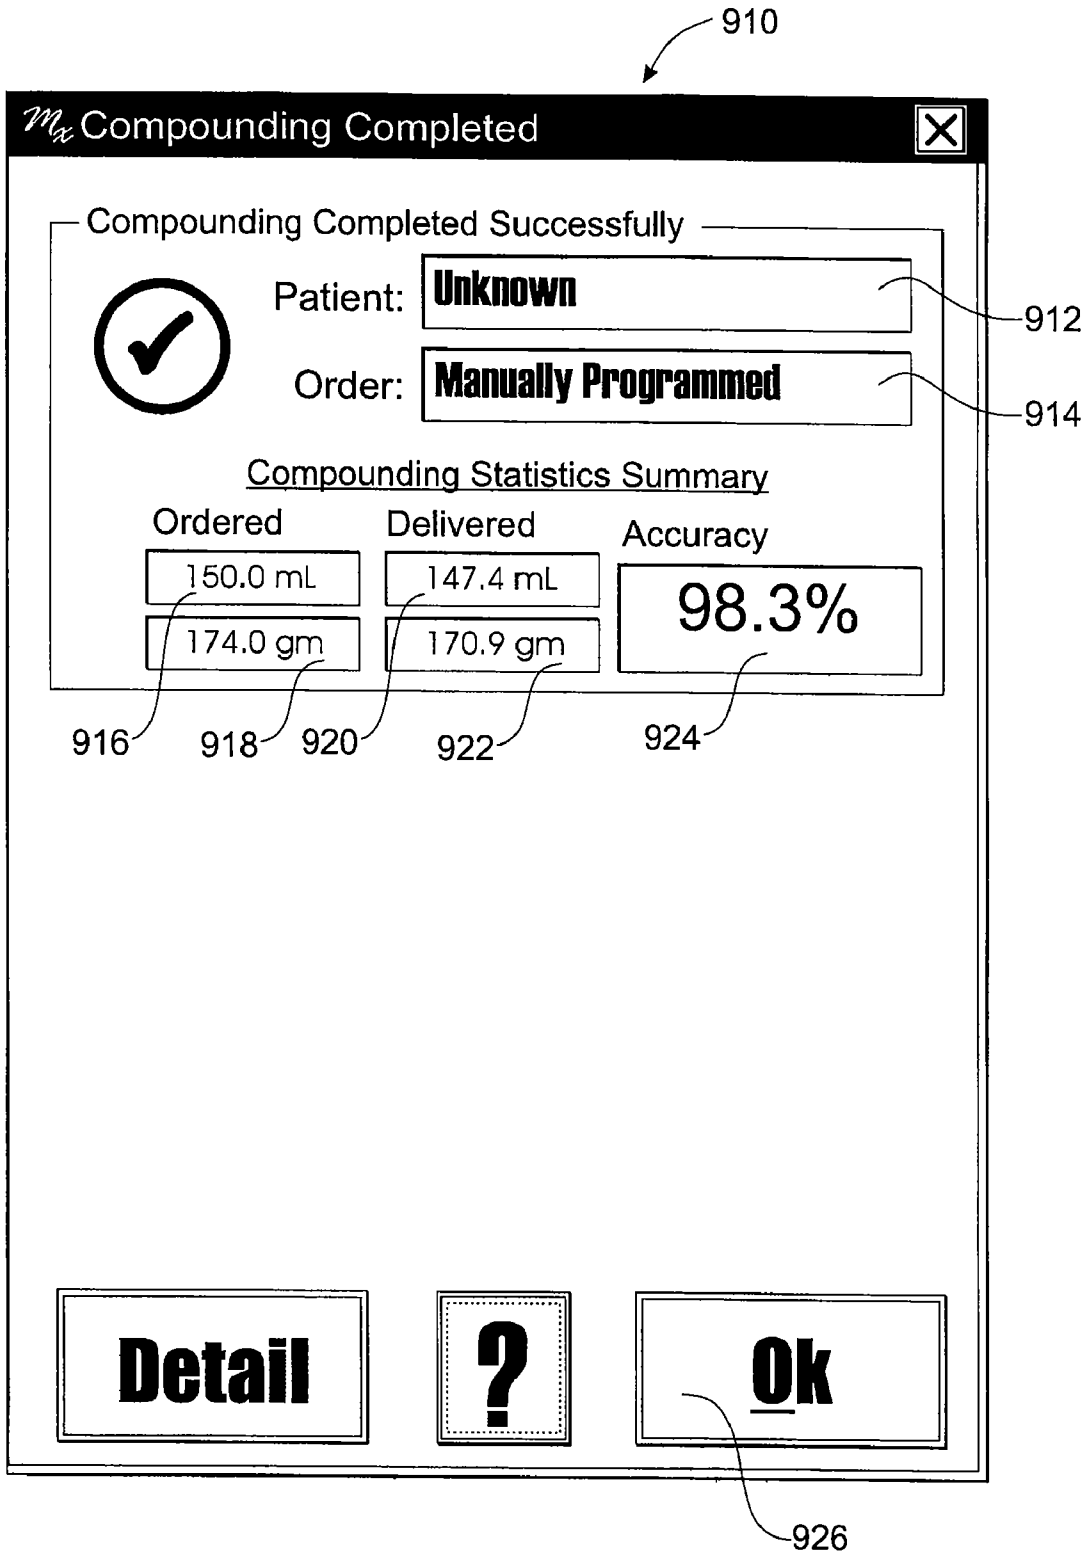 910
Mx Compounding Completed
Compounding Completed Successfully
Patient: Unknown
912
Order: Manually Programmed
914
Compounding Statistics Summary
Ordered Delivered Accuracy
150.0 mL 147.4 mL 98.3%
174.0 gm 170.9 gm
916 918 920 922 924
Detail ? Ok
926